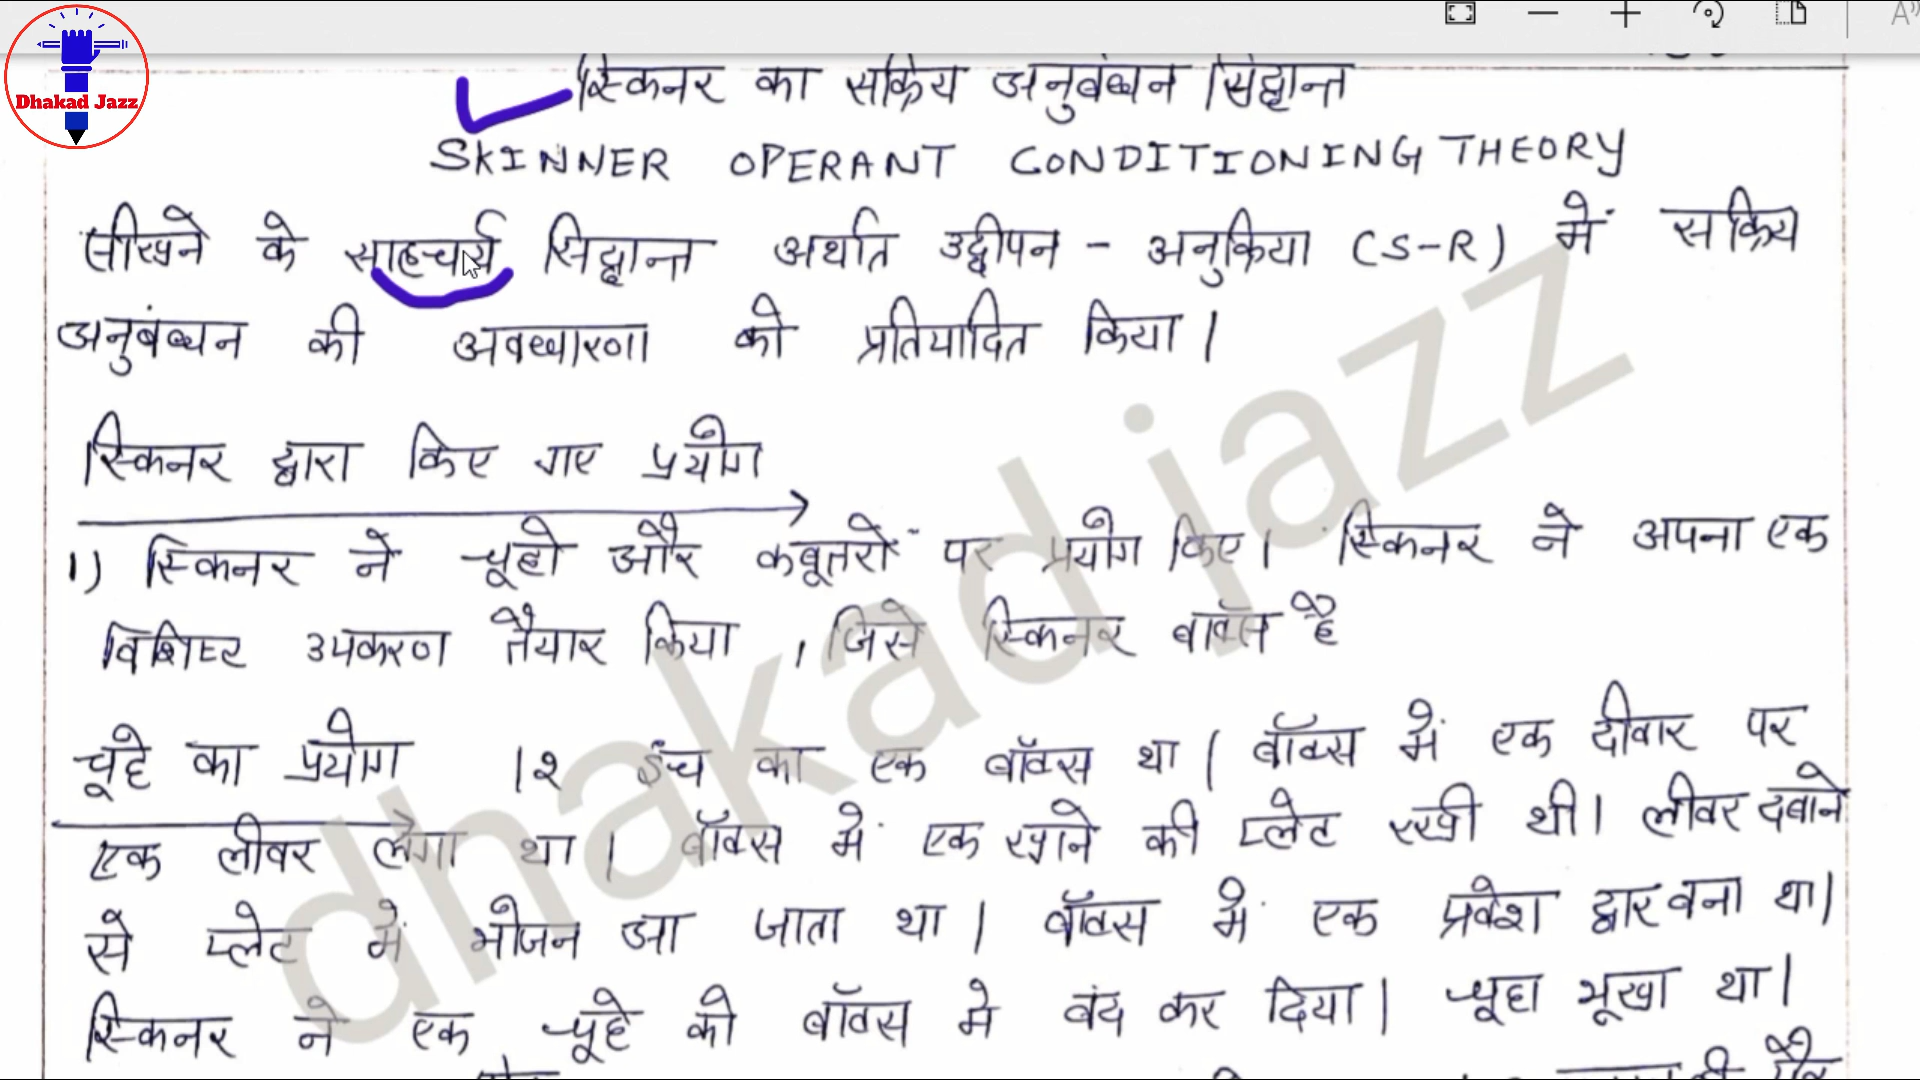 Dhakad Jazz
स्किनर का सक्रिय अनुबंधन सिद्धान्त
SKINNER OPERANT CONDITIONING THEORY
सीखने के साहचर्य सिद्धान्त अर्थात उद्दीपन - अनुक्रिया (S-R) में सक्रिय
अनुबंधन की अवधारणा को प्रतिपादित किया।
स्किनर द्वारा किए गए प्रयोग
1) स्किनर ने चूहो और कबूतरों पर प्रयोग किए। स्किनर ने अपना एक
विशिष्ट उपकरण तैयार किया , जिसे स्किनर बॉक्स है
चूहे का प्रयोग 12 इंच का एक बॉक्स था। बॉक्स में एक दीवार पर
एक लीवर लगा था। बॉक्स में एक खाने की प्लेट रखी थी। लीवर दबाने
से प्लेट में भोजन आ जाता था। बॉक्स में एक प्रवेश द्वार बना था।
स्किनर ने एक चूहे को बॉक्स मे बंद कर दिया। चूहा भूखा था।
dhakad jazz